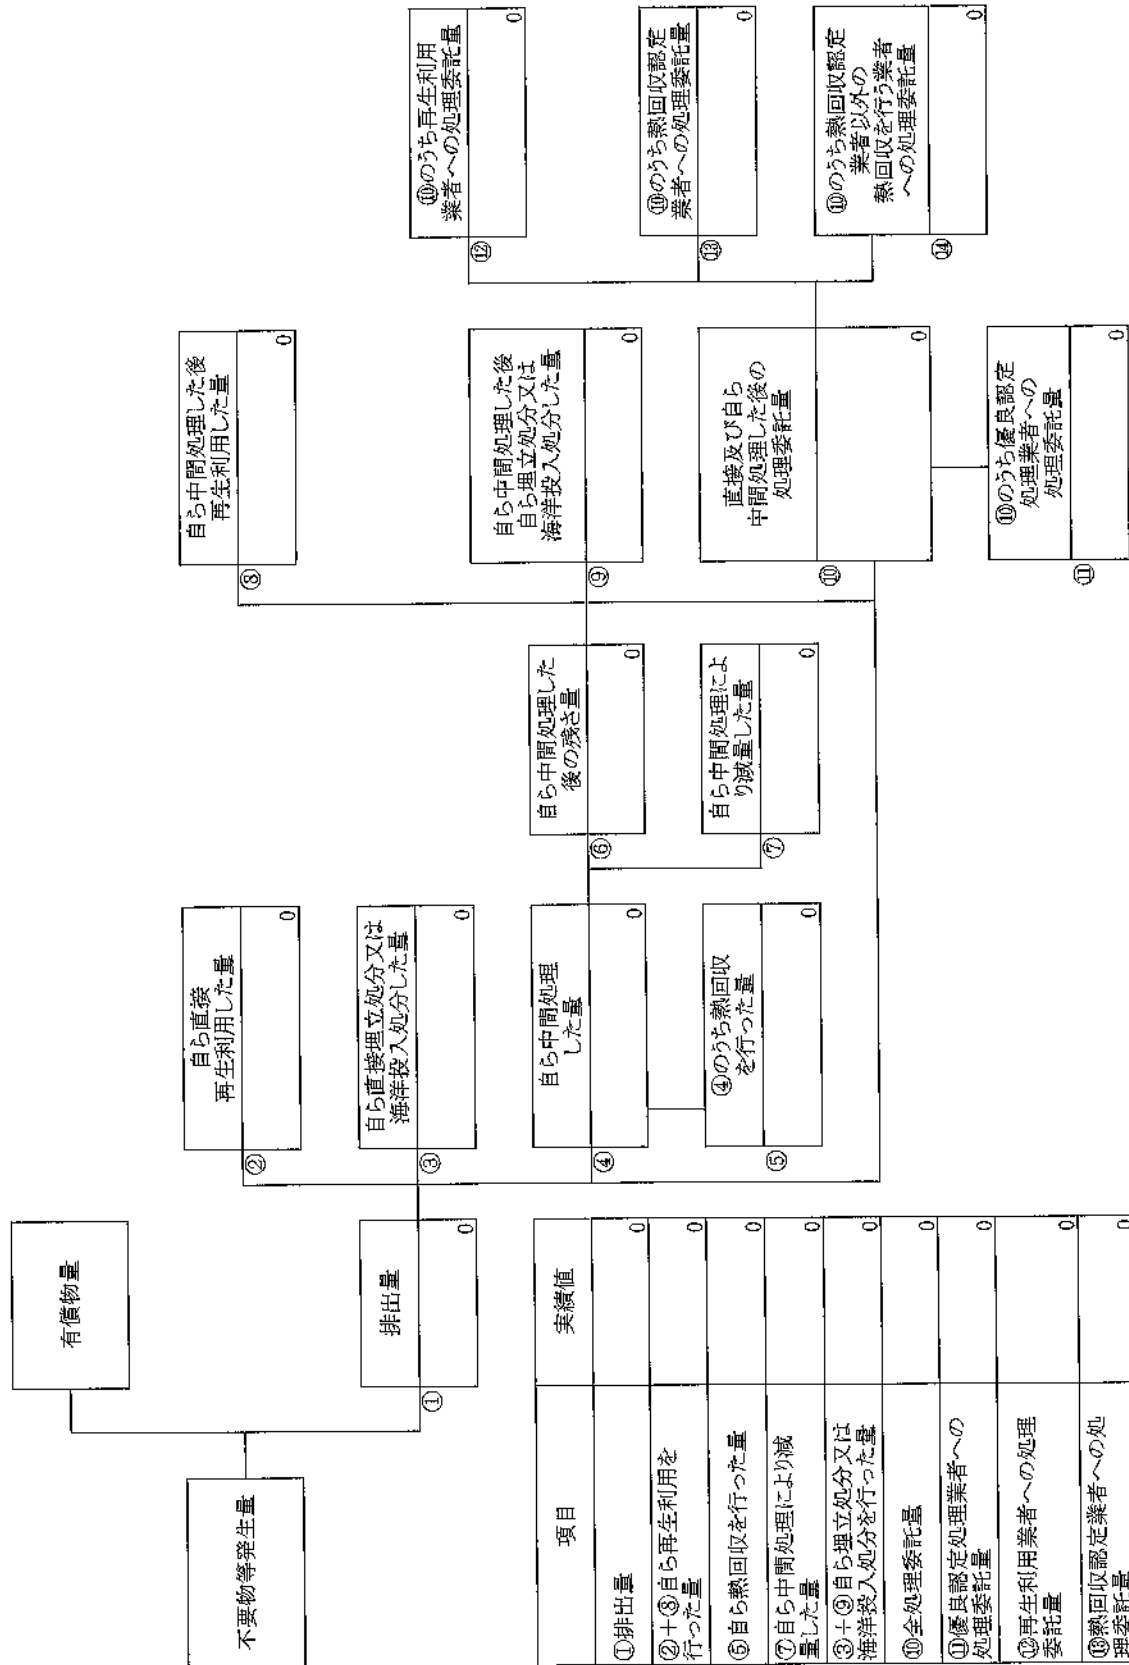 不要物等発生量
有償物量
排出量
①
0
自ら直接
再生利用した量
②
0
自ら直接埋立処分又は
海洋投入処分した量
③
0
自ら中間処理
した量
④
0
④のうち熱回収
を行った量
⑤
0
自ら中間処理した
後の残さ量
⑥
0
自ら中間処理によ
り減量した量
⑦
0
自ら中間処理した後
再生利用した量
⑧
0
自ら中間処理した後
自ら埋立処分又は
海洋投入処分した量
⑨
0
直接及び自ら
中間処理した後の
処理委託量
⑩
0
⑩のうち優良認定
処理業者への
処理委託量
⑪
0
⑩のうち再生利用
業者への処理委託量
⑫
0
⑩のうち熱回収認定
業者への処理委託量
⑬
0
⑩のうち熱回収認定
業者以外の
熱回収を行う業者
への処理委託量
⑭
0
項目 実績値
①排出量 0
②+⑧自ら再生利用を
行った量 0
⑤自ら熱回収を行った量 0
⑦自ら中間処理により減
量した量 0
③+⑨自ら埋立処分又は
海洋投入処分を行った量 0
⑩全処理委託量 0
⑪優良認定処理業者への
処理委託量 0
⑫再生利用業者への処理
委託量 0
⑬熱回収認定業者への処
理委託量 0